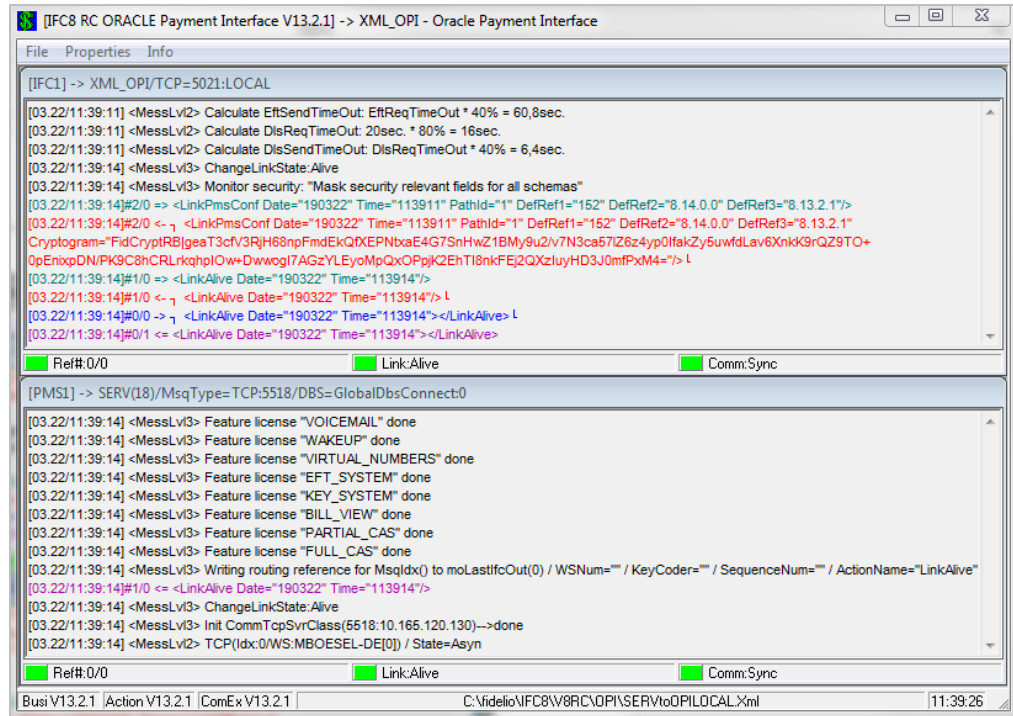 [IFC8 RC ORACLE Payment Interface V13.2.1] -> XML_OPI - Oracle Payment Interface
File Properties Info
[IFC1] -> XML_OPI/TCP=5021:LOCAL
[03.22/11:39:11] <MessLvl2> Calculate EftSendTimeOut: EftReqTimeOut * 40% = 60,8sec.
[03.22/11:39:11] <MessLvl2> Calculate DlsReqTimeOut: 20sec. * 80% = 16sec.
[03.22/11:39:11] <MessLvl2> Calculate DlsSendTimeOut: DlsReqTimeOut * 40% = 6,4sec.
[03.22/11:39:14] <MessLvl3> ChangeLinkState:Alive
[03.22/11:39:14] <MessLvl3> Monitor security: "Mask security relevant fields for all schemas"
[03.22/11:39:14]#2/0 => <LinkPmsConf Date="190322" Time="113911" PathId="1" DefRef1="152" DefRef2="8.14.0.0" DefRef3="8.13.2.1"/>
[03.22/11:39:14]#2/0 <- ┐ <LinkPmsConf Date="190322" Time="113911" PathId="1" DefRef1="152" DefRef2="8.14.0.0" DefRef3="8.13.2.1"
Cryptogram="FidCryptRB|geaT3cfV3RjH68npFmdEkQfXEPNtxaE4G7SnHwZ1BMy9u2/v7N3ca57lZ6z4yp0IfakZy5uwfdLav6XnkK9rQZ9TO+
0pEnixpDN/PK9C8hCRLrkqhpIOw+DwwogI7AGzYLEyoMpQxOPpjK2EhTI8nkFEj2QXzIuyHD3J0mfPxM4="/> └
[03.22/11:39:14]#1/0 => <LinkAlive Date="190322" Time="113914"/>
[03.22/11:39:14]#1/0 <- ┐ <LinkAlive Date="190322" Time="113914"/> └
[03.22/11:39:14]#0/0 -> ┐ <LinkAlive Date="190322" Time="113914"></LinkAlive> └
[03.22/11:39:14]#0/1 <= <LinkAlive Date="190322" Time="113914"></LinkAlive>
Ref#:0/0 Link:Alive Comm:Sync
[PMS1] -> SERV(18)/MsqType=TCP:5518/DBS=GlobalDbsConnect:0
[03.22/11:39:14] <MessLvl3> Feature license "VOICEMAIL" done
[03.22/11:39:14] <MessLvl3> Feature license "WAKEUP" done
[03.22/11:39:14] <MessLvl3> Feature license "VIRTUAL_NUMBERS" done
[03.22/11:39:14] <MessLvl3> Feature license "EFT_SYSTEM" done
[03.22/11:39:14] <MessLvl3> Feature license "KEY_SYSTEM" done
[03.22/11:39:14] <MessLvl3> Feature license "BILL_VIEW" done
[03.22/11:39:14] <MessLvl3> Feature license "PARTIAL_CAS" done
[03.22/11:39:14] <MessLvl3> Feature license "FULL_CAS" done
[03.22/11:39:14] <MessLvl3> Writing routing reference for MsqIdx() to moLastIfcOut(0) / WSNum="" / KeyCoder="" / SequenceNum="" / ActionName="LinkAlive"
[03.22/11:39:14]#1/0 <= <LinkAlive Date="190322" Time="113914"/>
[03.22/11:39:14] <MessLvl3> ChangeLinkState:Alive
[03.22/11:39:14] <MessLvl3> Init CommTcpSvrClass(5518:10.165.120.130)-->done
[03.22/11:39:14] <MessLvl2> TCP(Idx:0/WS:MBOESEL-DE[0]) / State=Asyn
Ref#:0/0 Link:Alive Comm:Sync
Busi V13.2.1 Action V13.2.1 ComEx V13.2.1 C:\fidelio\IFC8\V8RC\OPI\SERVtoOPILOCAL.Xml 11:39:26